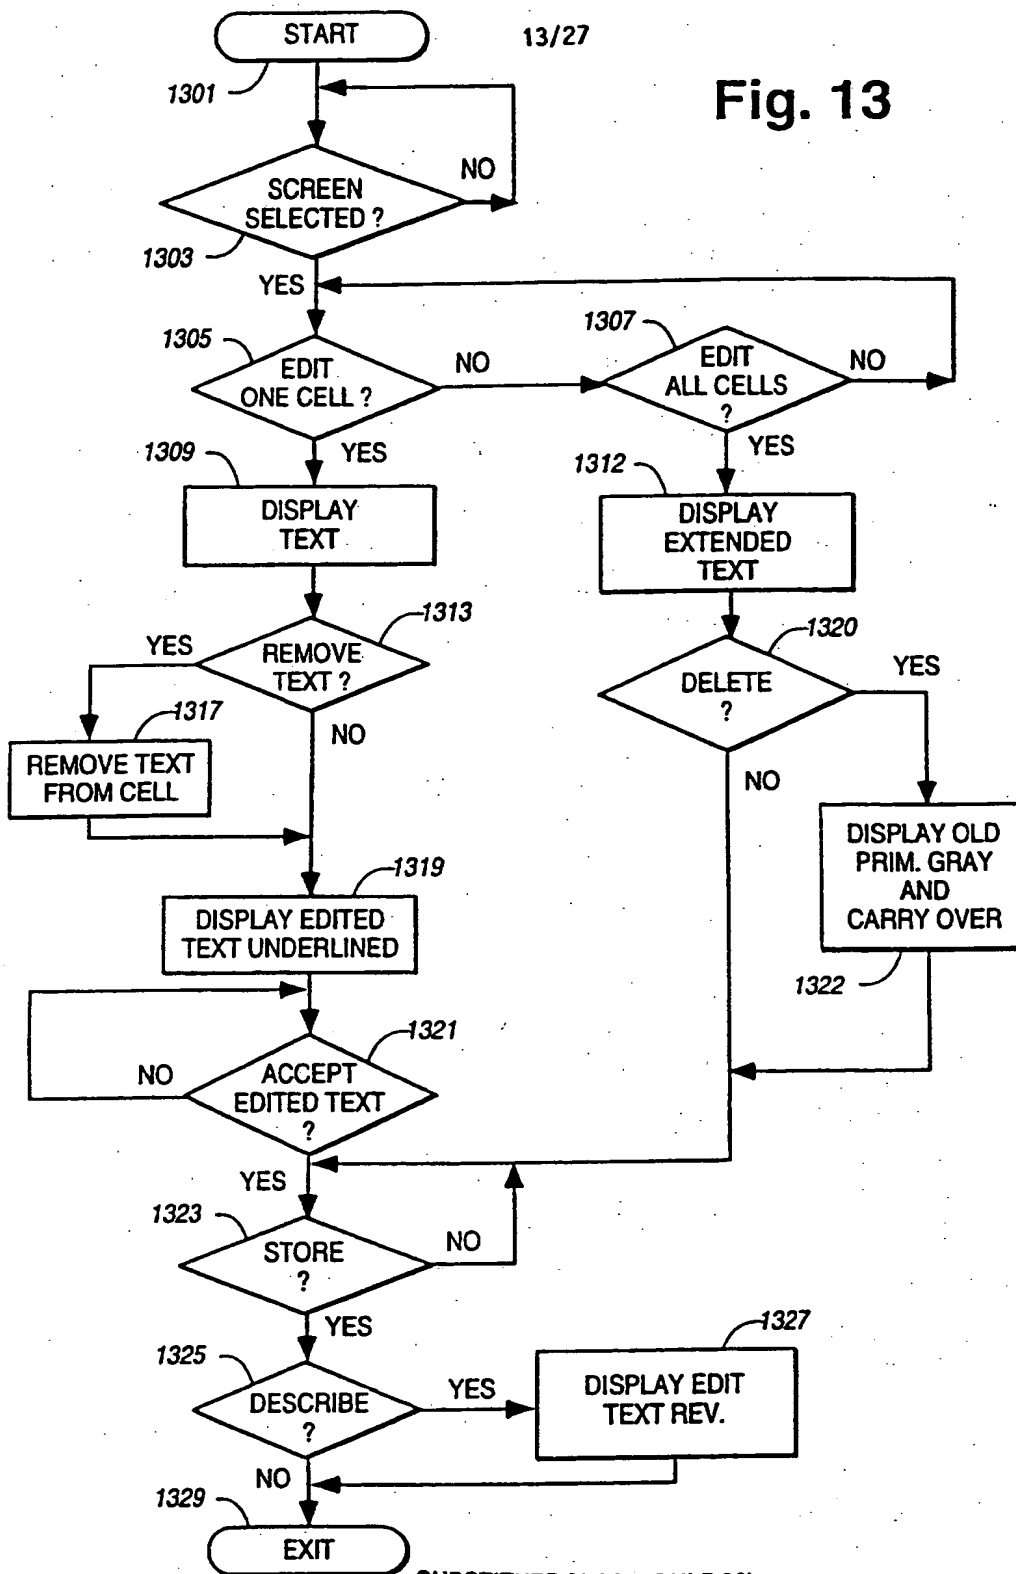 START
13/27
1301
Fig. 13
NO
SCREEN
SELECTED ?
1303
YES
1305
EDIT
ONE CELL ?
NO
1307
EDIT
ALL CELLS
?
NO
YES
1309
DISPLAY
TEXT
YES
1312
DISPLAY
EXTENDED
TEXT
1313
YES
REMOVE
TEXT ?
NO
1320
DELETE
?
YES
NO
1317
REMOVE TEXT
FROM CELL
DISPLAY OLD
PRIM. GRAY
AND
CARRY OVER
1322
1319
DISPLAY EDITED
TEXT UNDERLINED
1321
NO
ACCEPT
EDITED TEXT
?
YES
1323
STORE
?
NO
YES
1325
DESCRIBE
?
YES
1327
DISPLAY EDIT
TEXT REV.
NO
1329
EXIT